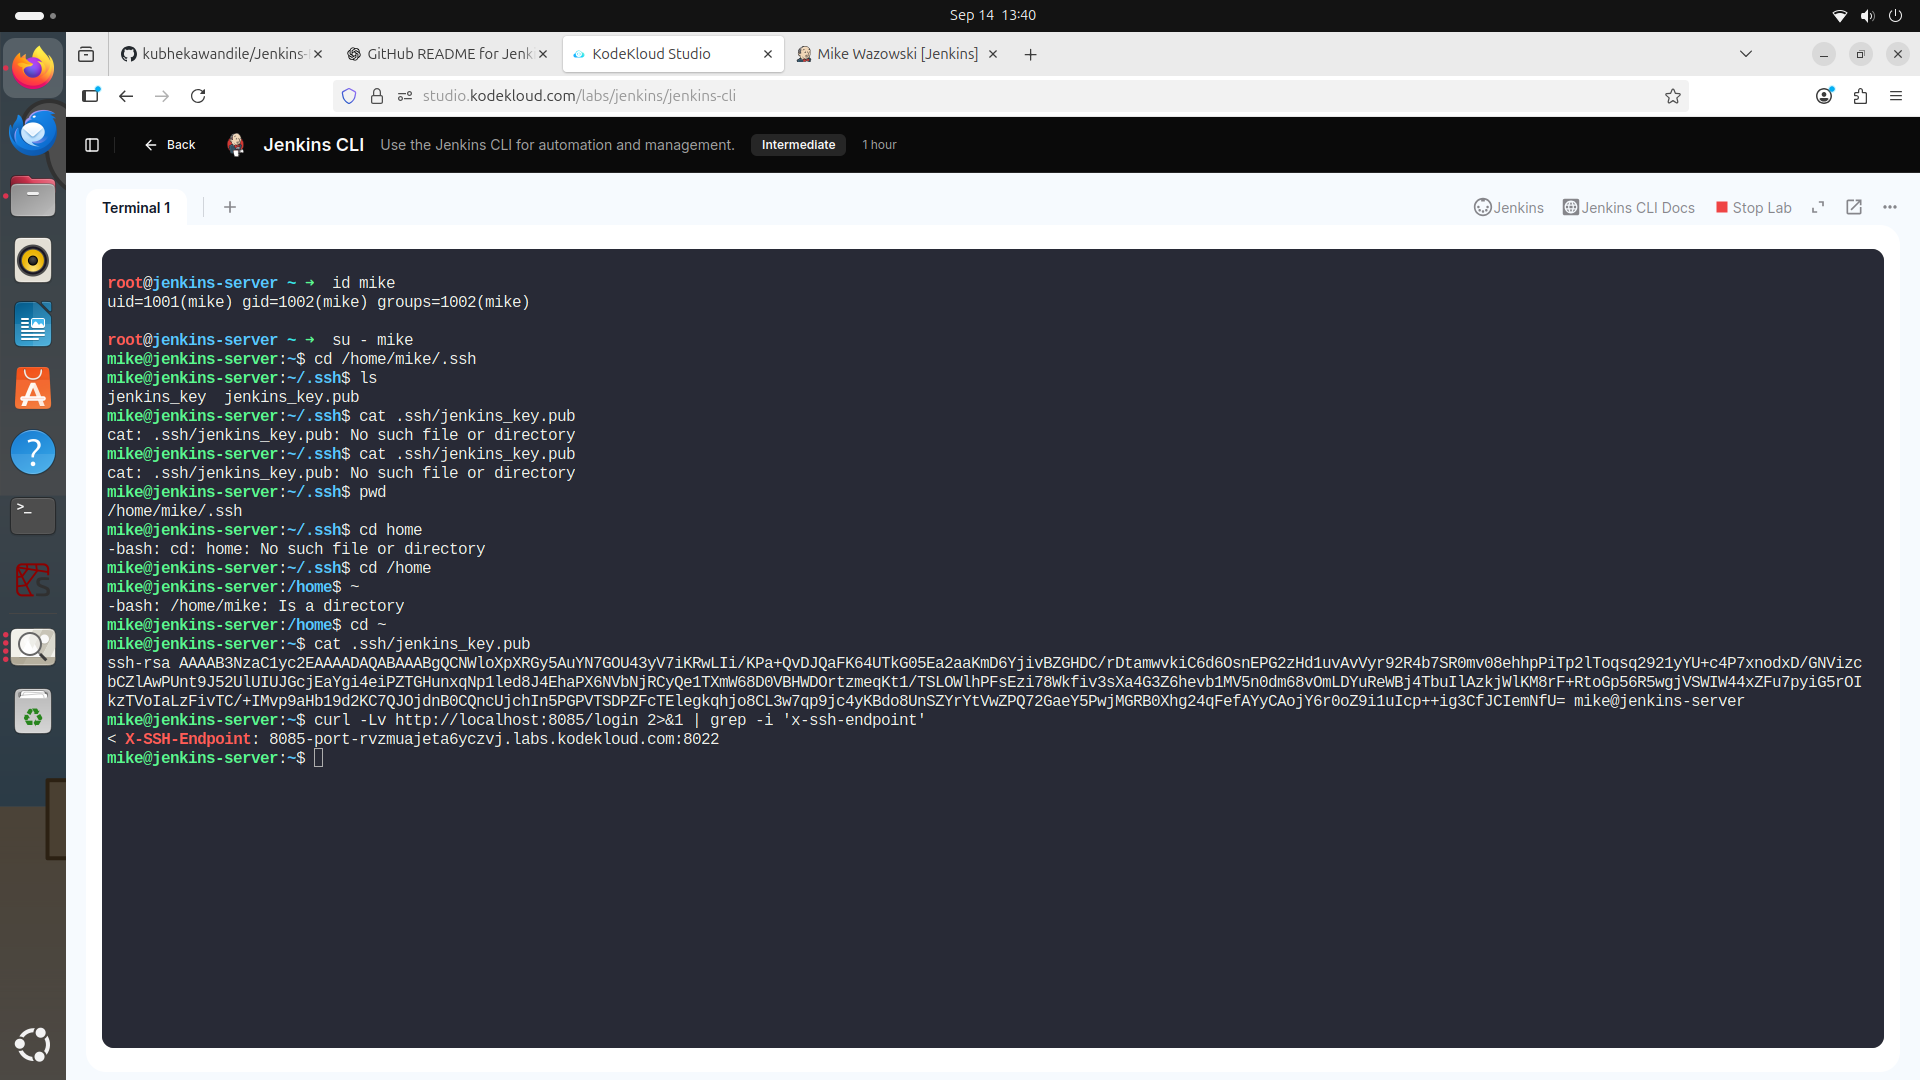 Sep 14 13:40
kubhekawandile/Jenkins-
GitHub README for Jenk
KodeKloud Studio
Mike Wazowski [Jenkins]
studio.kodekloud.com/labs/jenkins/jenkins-cli
Back
Jenkins CLI
Use the Jenkins CLI for automation and management.
Intermediate
1 hour
Terminal 1
Jenkins
Jenkins CLI Docs
Stop Lab
root@jenkins-server ~ ➜  id mike
uid=1001(mike) gid=1002(mike) groups=1002(mike)
root@jenkins-server ~ ➜  su - mike
mike@jenkins-server:~$ cd /home/mike/.ssh
mike@jenkins-server:~/.ssh$ ls
jenkins_key  jenkins_key.pub
mike@jenkins-server:~/.ssh$ cat .ssh/jenkins_key.pub
cat: .ssh/jenkins_key.pub: No such file or directory
mike@jenkins-server:~/.ssh$ cat .ssh/jenkins_key.pub
cat: .ssh/jenkins_key.pub: No such file or directory
mike@jenkins-server:~/.ssh$ pwd
/home/mike/.ssh
mike@jenkins-server:~/.ssh$ cd home
-bash: cd: home: No such file or directory
mike@jenkins-server:~/.ssh$ cd /home
mike@jenkins-server:/home$ ~
-bash: /home/mike: Is a directory
mike@jenkins-server:/home$ cd ~
mike@jenkins-server:~$ cat .ssh/jenkins_key.pub
ssh-rsa AAAAB3NzaC1yc2EAAAADAQABAAABgQCNWloXpXRGy5AuYN7GOU43yV7iKRwLIi/KPa+QvDJQaFK64UTkG05Ea2aaKmD6YjivBZGHDC/rDtamwvkiC6d6OsnEPG2zHd1uvAvVyr92R4b7SR0mv08ehhpPiTp2lToqsq2921yYU+c4P7xnodxD/GNVizc
bCZlAwPUnt9J52UlUIUJGcjEaYgi4eiPZTGHunxqNp1led8J4EhaPX6NVbNjRCyQe1TXmW68D0VBHWDOrtzmeqKt1/TSLOWlhPFsEzi78Wkfiv3sXa4G3Z6hevb1MV5n0dm68vOmLDYuReWBj4TbuIlAzkjWlKM8rF+RtoGp56R5wgjVSWIW44xZFu7pyiG5rOI
kzTVoIaLzFivTC/+IMvp9aHb19d2KC7QJOjdnB0CQncUjchIn5PGPVTSDPZFcTElegkqhjo8CL3w7qp9jc4yKBdo8UnSZYrYtVwZPQ72GaeY5PwjMGRB0Xhg24qFefAYyCAojY6r0oZ9i1uIcp++ig3CfJCIemNfU= mike@jenkins-server
mike@jenkins-server:~$ curl -Lv http://localhost:8085/login 2>&1 | grep -i 'x-ssh-endpoint'
< X-SSH-Endpoint: 8085-port-rvzmuajeta6yczvj.labs.kodekloud.com:8022
mike@jenkins-server:~$